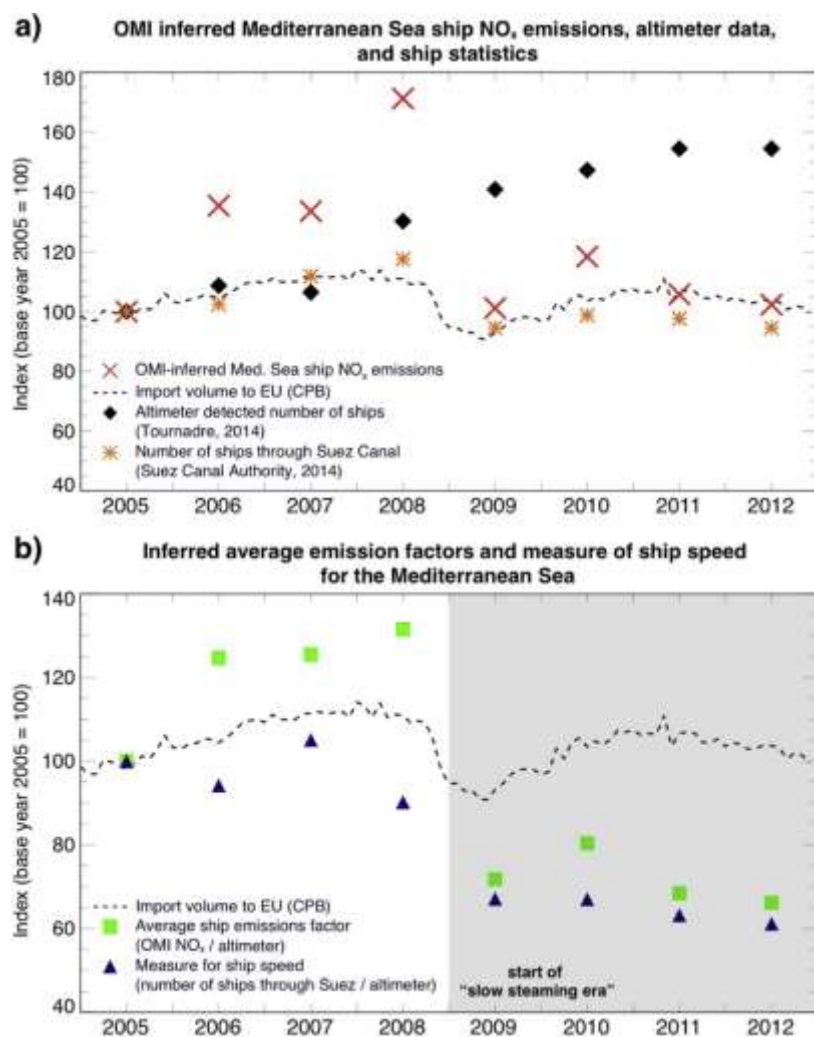 a)
OMI inferred Mediterranean Sea ship NOₓ emissions, altimeter data,
and ship statistics
Index (base year 2005 = 100)
180
160
140
120
100
80
60
40
OMI-inferred Med. Sea ship NOₓ emissions
Import volume to EU (CPB)
Altimeter detected number of ships
(Tournadre, 2014)
Number of ships through Suez Canal
(Suez Canal Authority, 2014)
2005 2006 2007 2008 2009 2010 2011 2012
b)
Inferred average emission factors and measure of ship speed
for the Mediterranean Sea
Index (base year 2005 = 100)
140
120
100
80
60
40
Import volume to EU (CPB)
Average ship emissions factor
(OMI NOₓ / altimeter)
Measure for ship speed
(number of ships through Suez / altimeter)
start of
"slow steaming era"
2005 2006 2007 2008 2009 2010 2011 2012